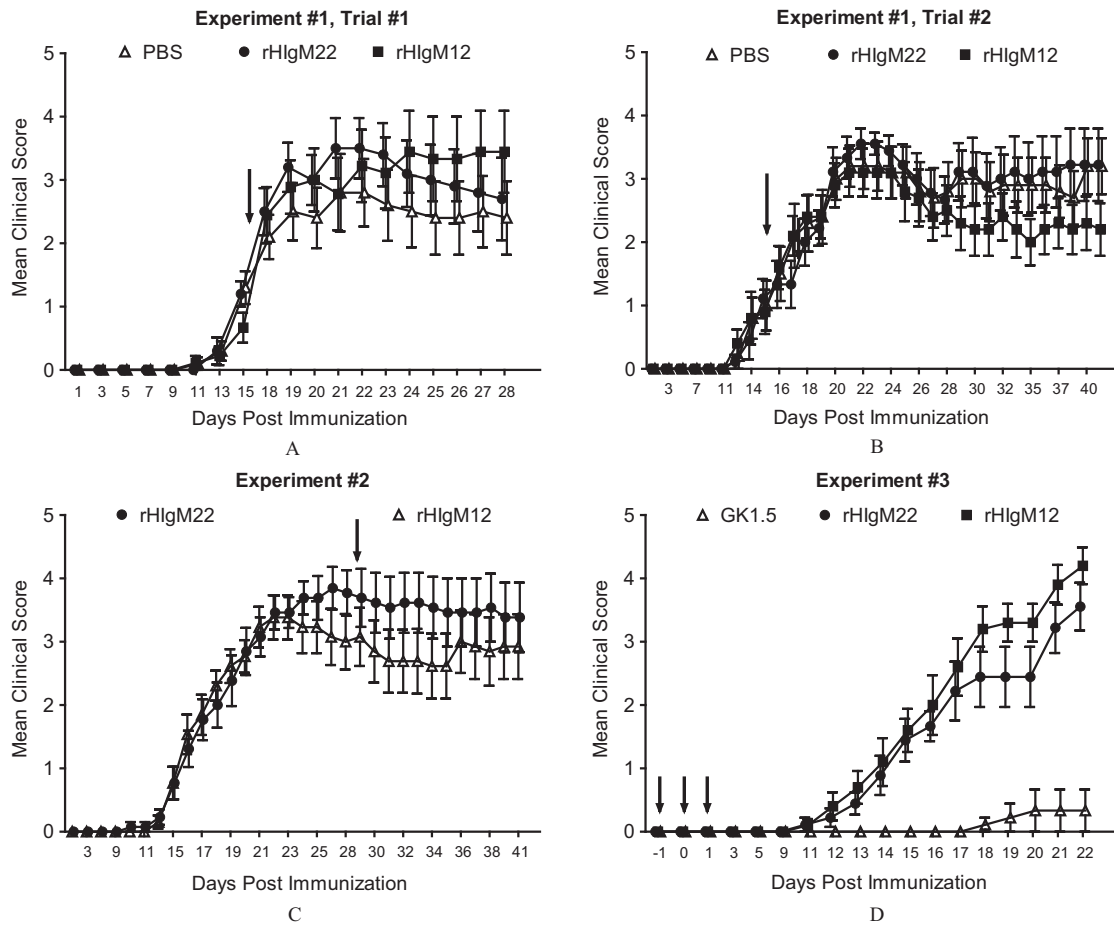 Experiment #1, Trial #1
PBS rHIgM22 rHIgM12
Mean Clinical Score
5
4
3
2
1
0
1 3 5 7 9 11 13 15 18 19 20 21 22 23 24 25 26 27 28
Days Post Immunization
A
Experiment #1, Trial #2
PBS rHIgM22 rHIgM12
Mean Clinical Score
5
4
3
2
1
0
3 7 11 14 16 18 20 22 24 26 28 30 32 35 37 40
Days Post Immunization
B
Experiment #2
rHIgM22 rHIgM12
Mean Clinical Score
5
4
3
2
1
0
3 9 11 15 17 19 21 23 25 28 30 32 34 36 38 41
Days Post Immunization
C
Experiment #3
GK1.5 rHIgM22 rHIgM12
Mean Clinical Score
5
4
3
2
1
0
-1 0 1 3 5 9 11 12 13 14 15 16 17 18 19 20 21 22
Days Post Immunization
D